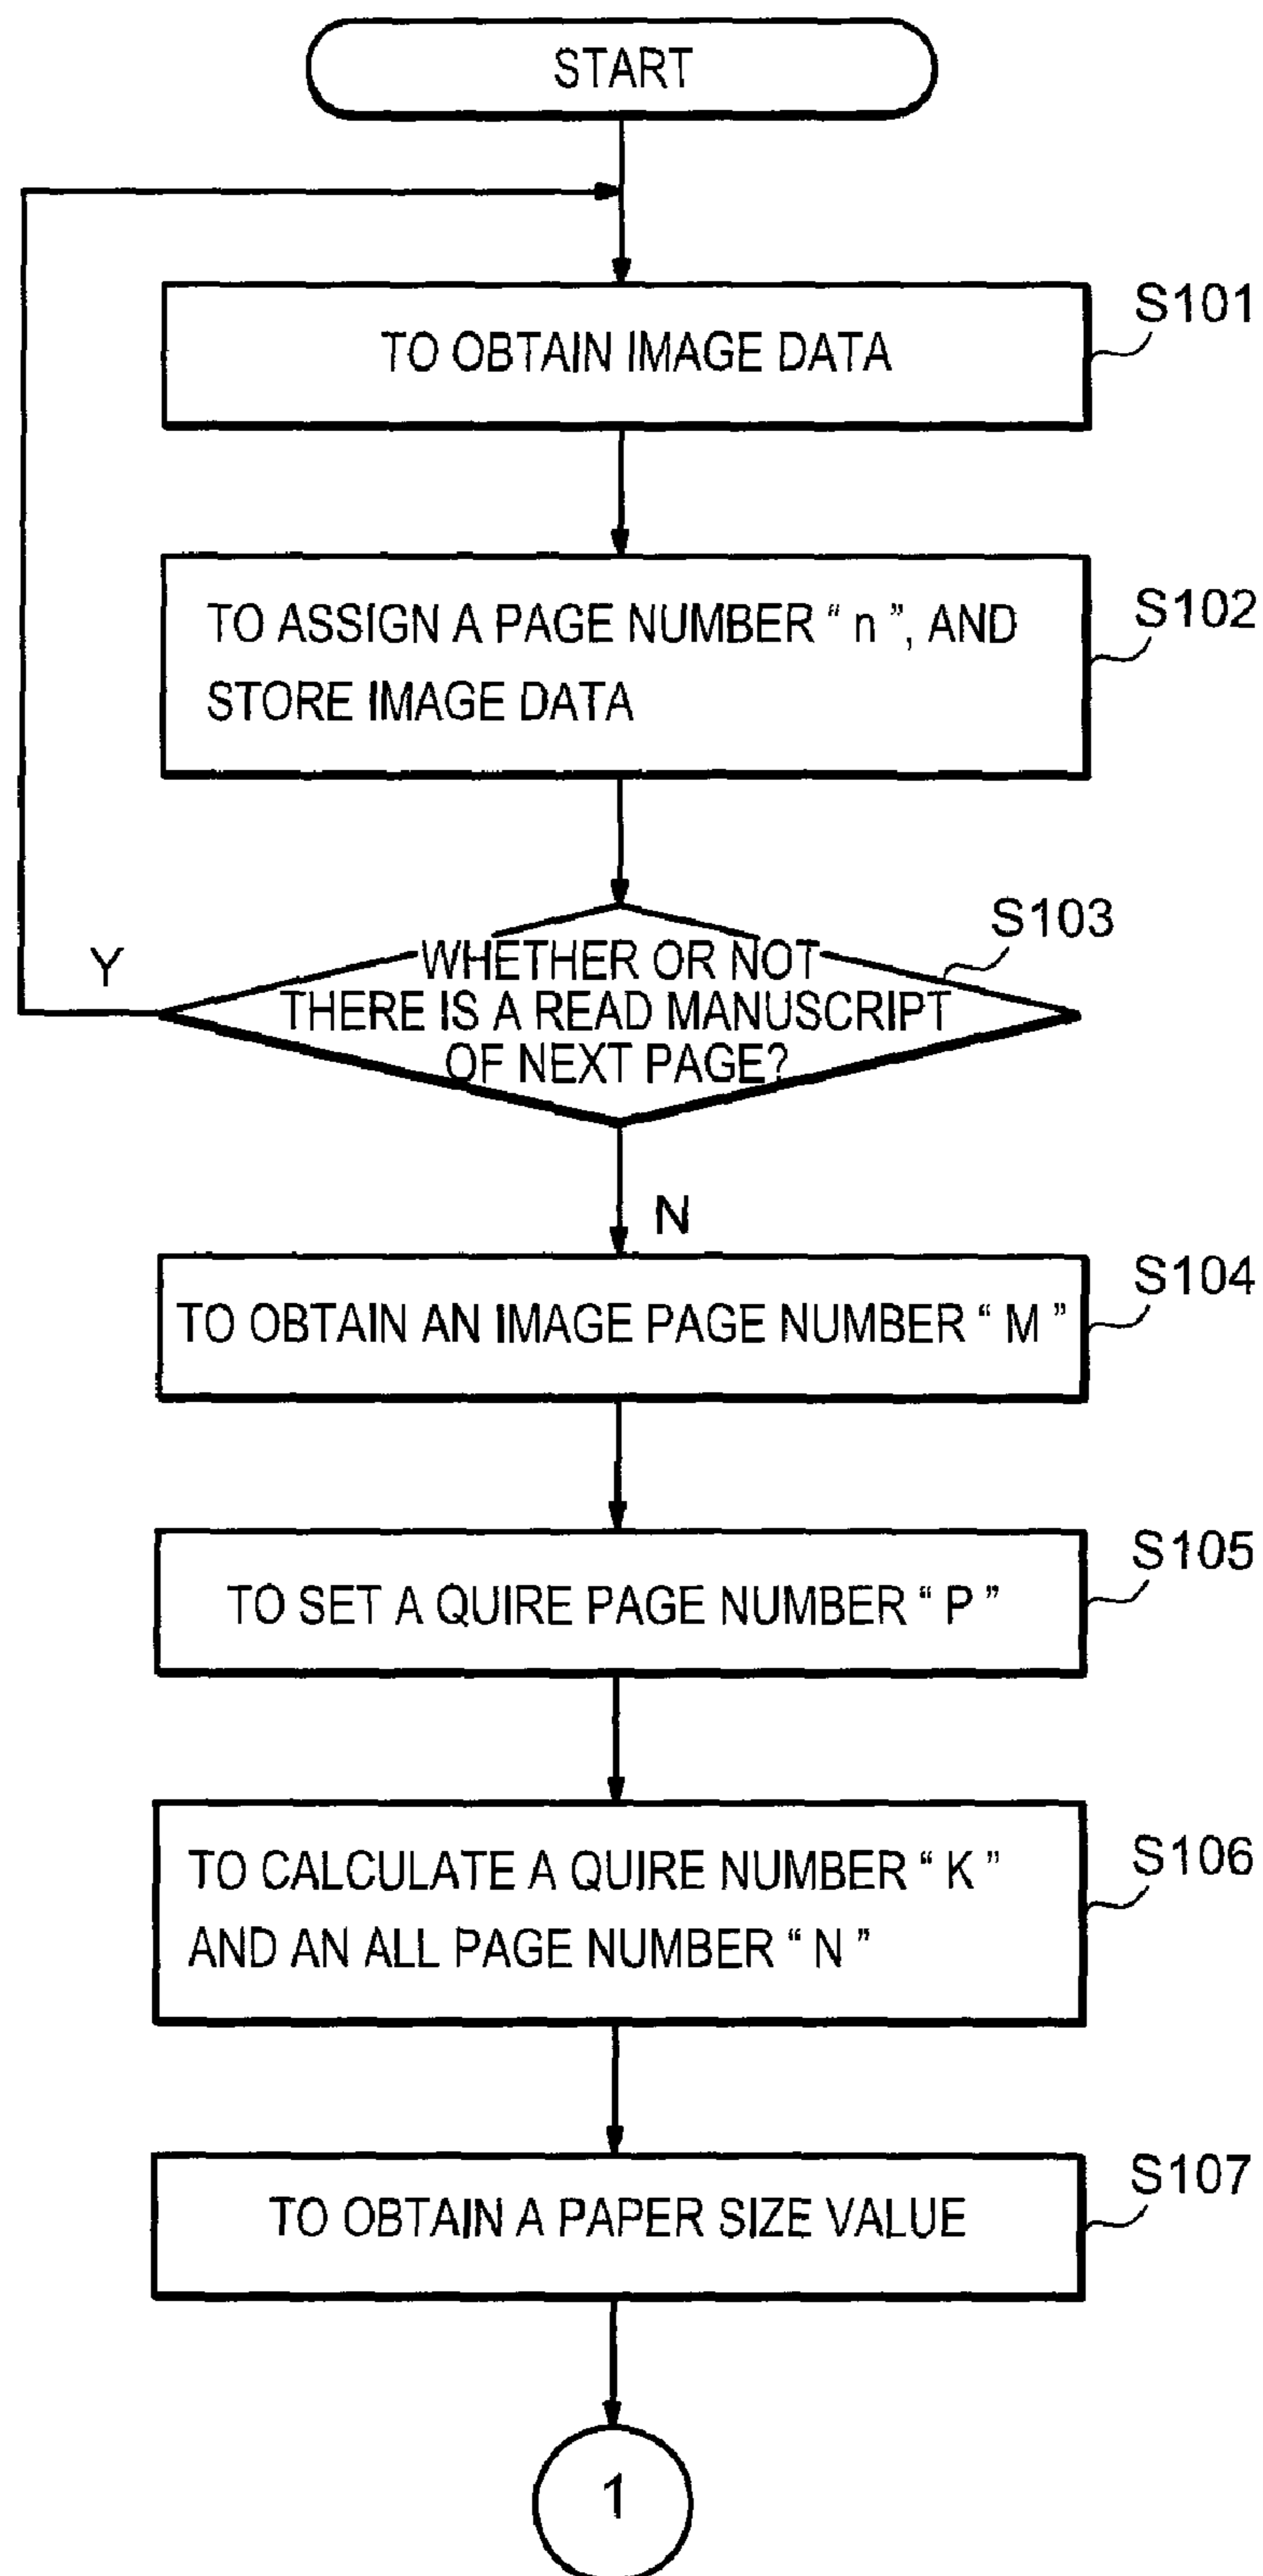 START
S101
TO OBTAIN IMAGE DATA
S102
TO ASSIGN A PAGE NUMBER “ n ”, AND
STORE IMAGE DATA
S103
Y
WHETHER OR NOT
THERE IS A READ MANUSCRIPT
OF NEXT PAGE?
N
S104
TO OBTAIN AN IMAGE PAGE NUMBER “ M ”
S105
TO SET A QUIRE PAGE NUMBER “ P ”
S106
TO CALCULATE A QUIRE NUMBER “ K ”
AND AN ALL PAGE NUMBER “ N ”
S107
TO OBTAIN A PAPER SIZE VALUE
1